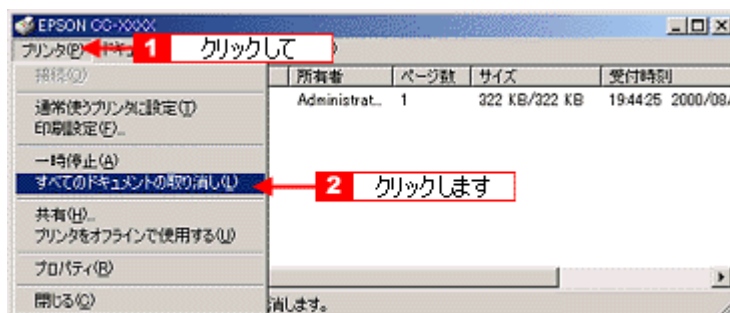 EPSON CC-XXXX
プリンタ(P) 1 クリックして
接続(O)
所有者 ページ数 サイズ 受付時刻
通常使うプリンタに設定(T)
Administrat... 1 322 KB/322 KB 19:44:25 2000/08/
印刷設定(F)...
一時停止(A)
すべてのドキュメントの取り消し(L) 2 クリックします
共有(H)...
プリンタをオフラインで使用する(U)
プロパティ(R)
閉じる(C)
消します。